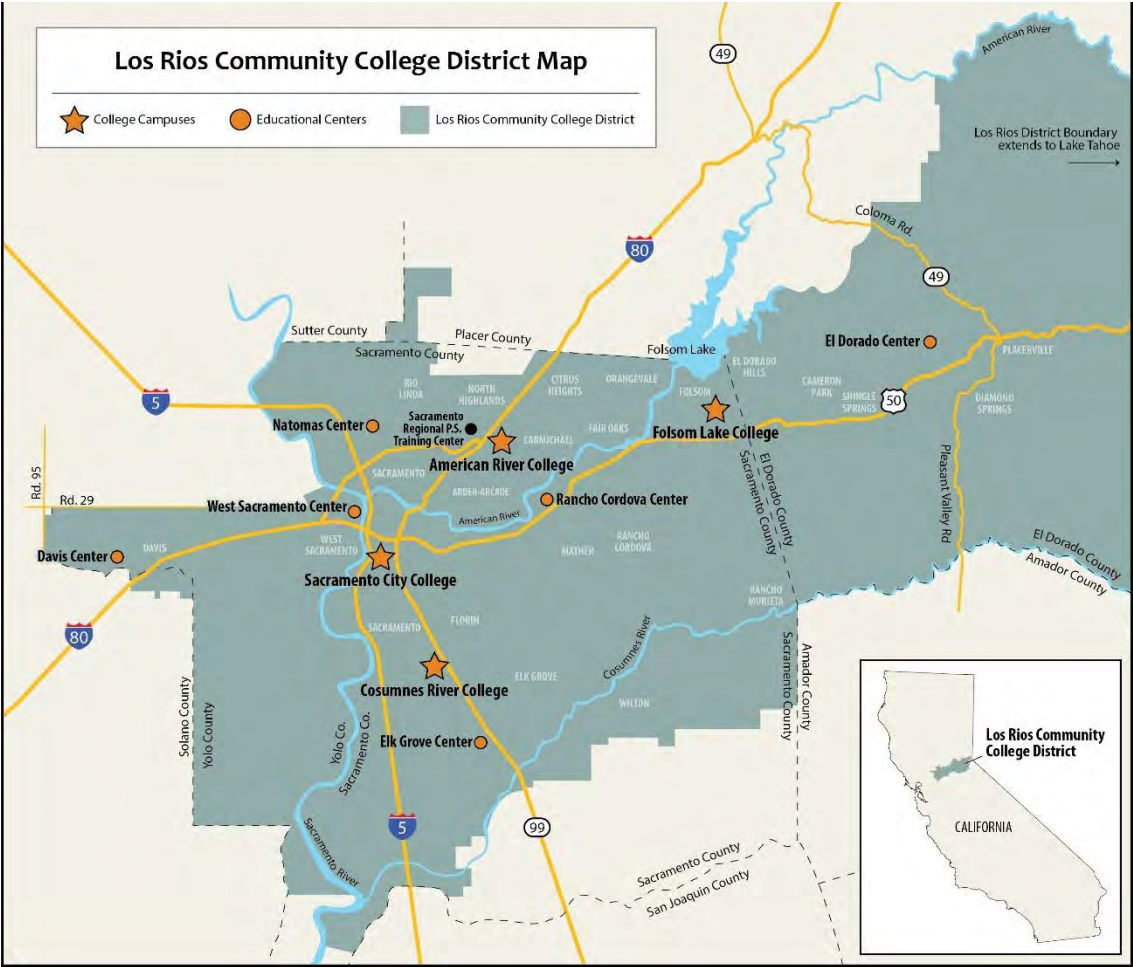 Los Rios Community College District Map
College Campuses
Educational Centers
Los Rios Community College District
49
American River
Los Rios District Boundary
extends to Lake Tahoe
Coloma Rd.
80
49
Sutter County
Placer County
Sacramento County
Folsom Lake
El Dorado Center
PLACERVILLE
EL DORADO
HILLS
RIO
LINDA
NORTH
HIGHLANDS
CITRUS
HEIGHTS
ORANGEVALE
FOLSOM
CAMERON
PARK
SHINGLE
SPRINGS
50
DIAMOND
SPRINGS
5
Natomas Center
Sacramento
Regional P.S.
Training Center
CARMICHAEL
FAIR OAKS
Folsom Lake College
American River College
SACRAMENTO
ARDEN-ARCADE
Rd. 95
Rd. 29
West Sacramento Center
American River
Rancho Cordova Center
El Dorado County
Sacramento County
Pleasant Valley Rd
WEST
SACRAMENTO
RANCHO
CORDOVA
MATHER
Davis Center
DAVIS
Sacramento City College
El Dorado County
Amador County
RANCHO
MURIETA
80
SACRAMENTO
FLORIN
Cosumnes River
Cosumnes River College
ELK GROVE
WILTON
Amador County
Sacramento County
Solano County
Yolo County
Yolo Co.
Sacramento Co.
Elk Grove Center
Sacramento River
5
99
Sacramento County
San Joaquin County
Los Rios Community
College District
CALIFORNIA